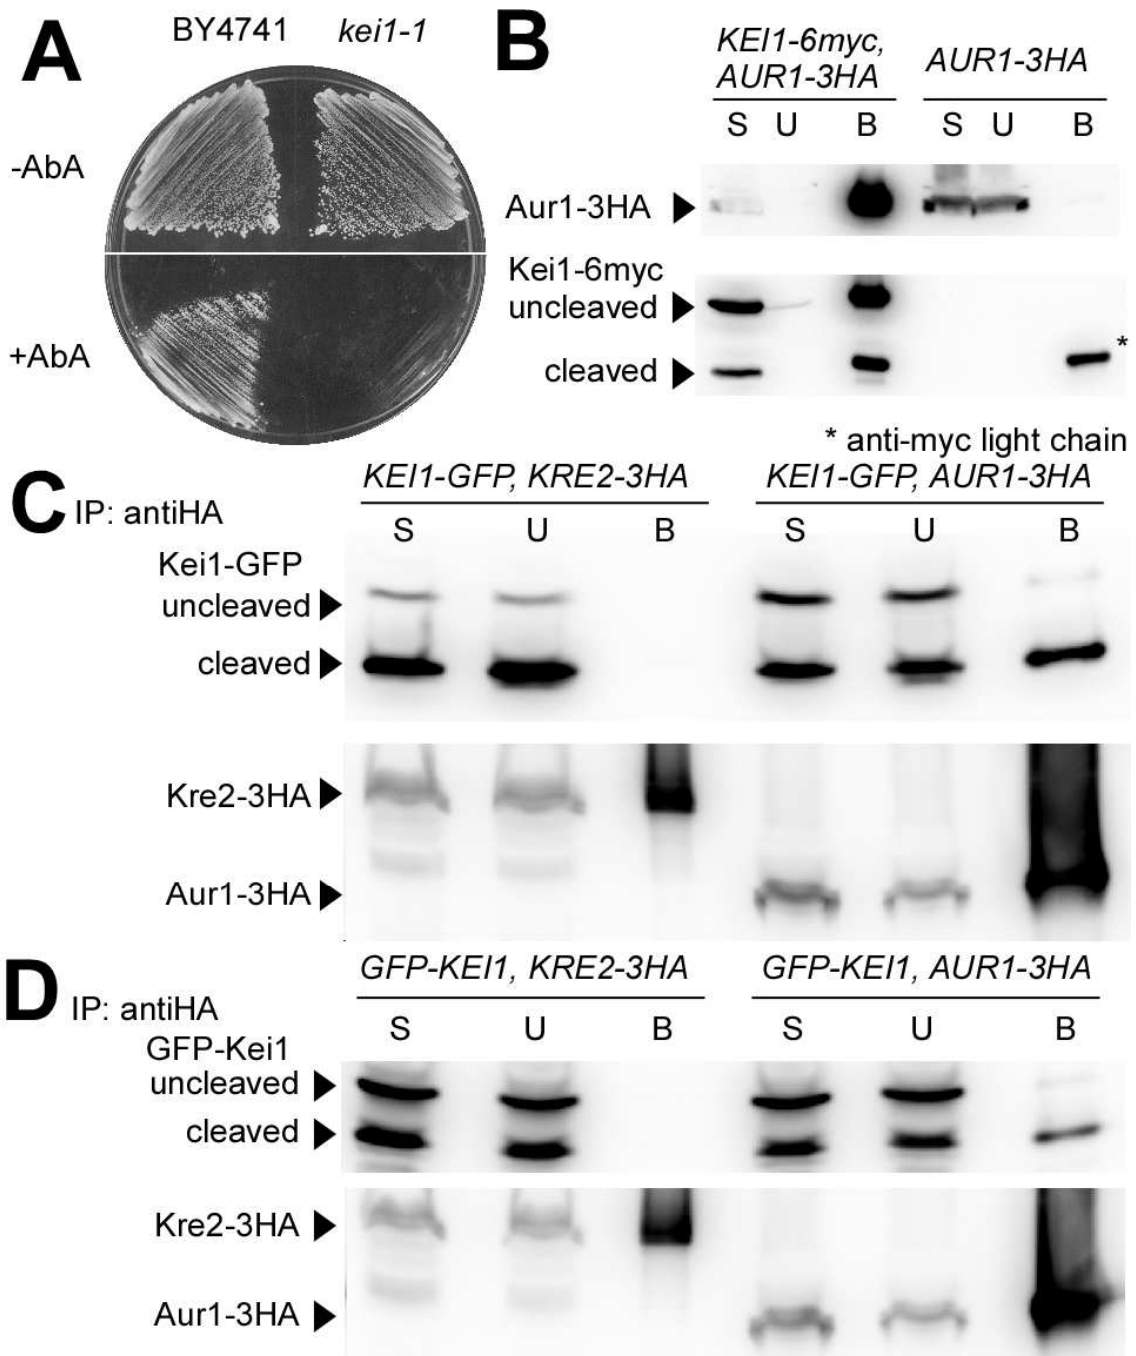 A
BY4741 kei1-1
-AbA
+AbA
B
KEI1-6myc,
AUR1-3HA
AUR1-3HA
S U B S U B
Aur1-3HA
Kei1-6myc
uncleaved
cleaved
*
* anti-myc light chain
C
IP: antiHA
KEI1-GFP, KRE2-3HA KEI1-GFP, AUR1-3HA
S U B S U B
Kei1-GFP
uncleaved
cleaved
Kre2-3HA
Aur1-3HA
D
IP: antiHA
GFP-KEI1, KRE2-3HA GFP-KEI1, AUR1-3HA
S U B S U B
GFP-Kei1
uncleaved
cleaved
Kre2-3HA
Aur1-3HA